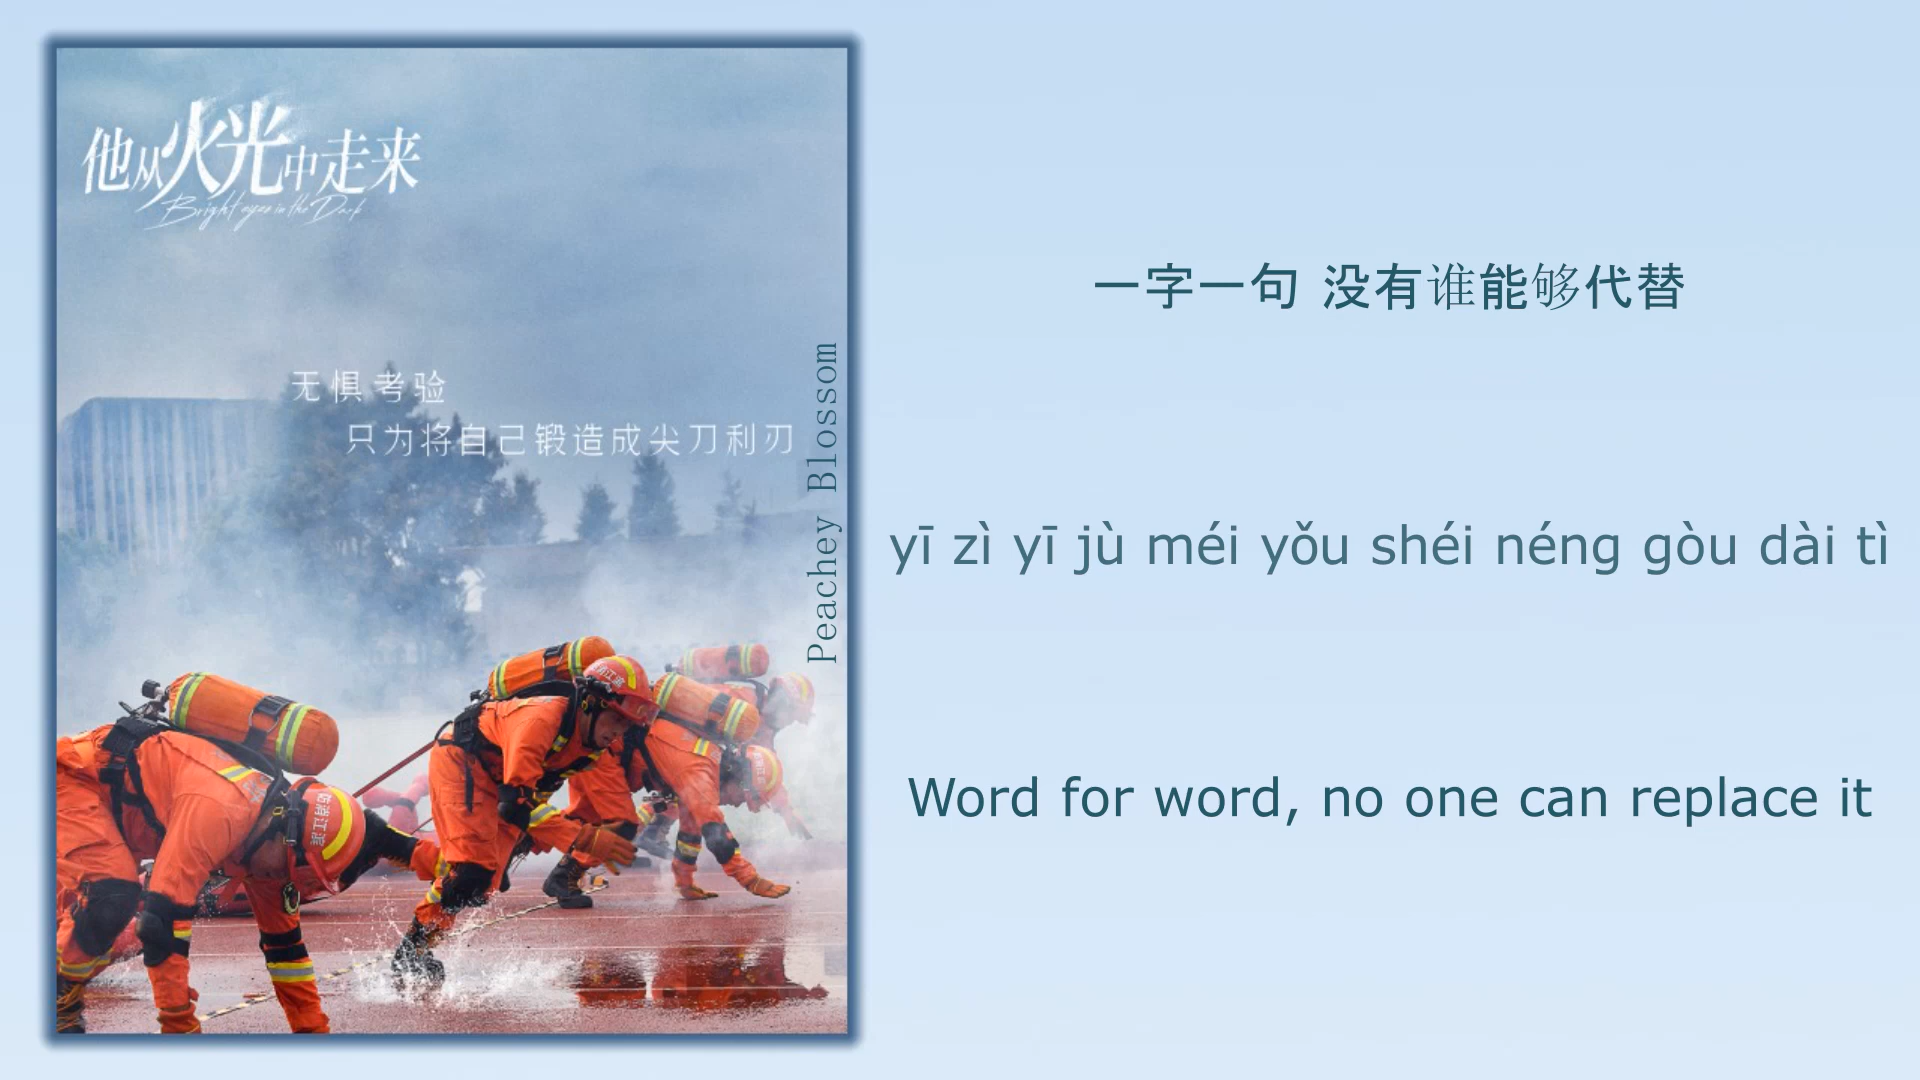 他从火光中走来
Bright eyes in the Dark
无惧考验
只为将自己锻造成尖刀利刃
Peachey Blossom
一字一句 没有谁能够代替
yī zì yī jù méi yǒu shéi néng gòu dài tì
Word for word, no one can replace it